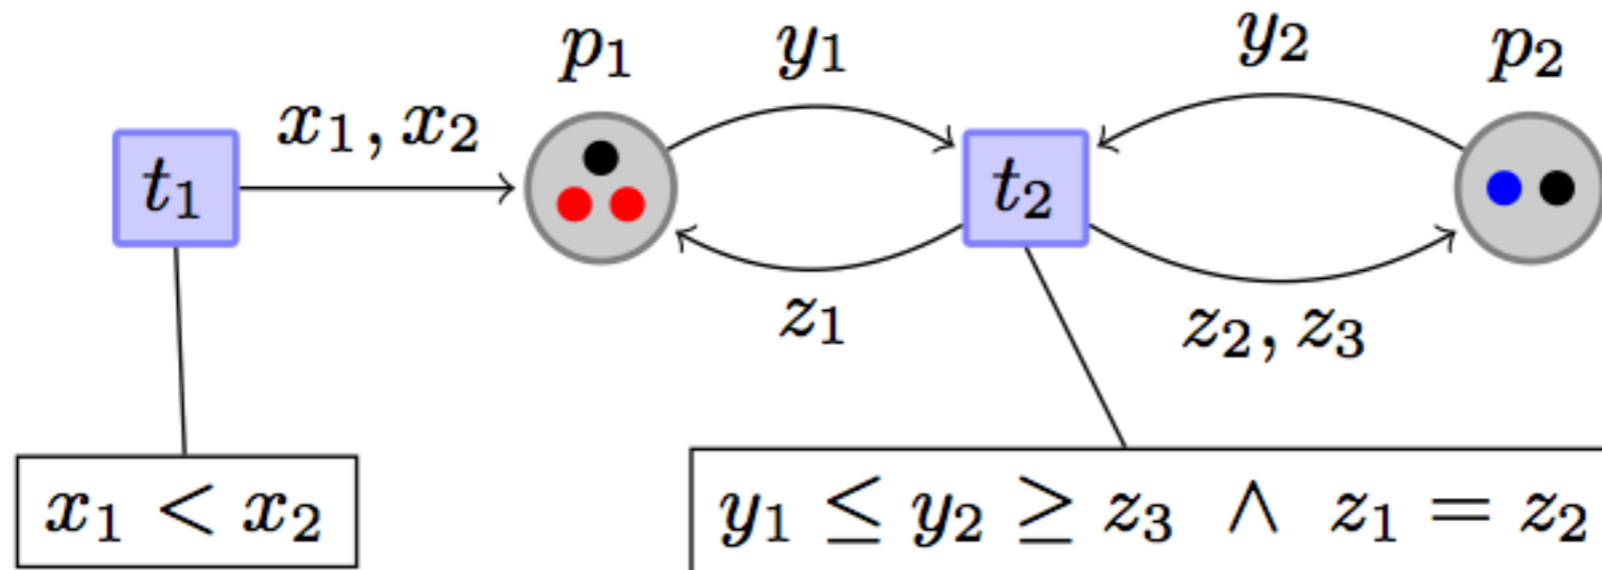 p₁ y₁ y₂ p₂
t₁ x₁, x₂ t₂
z₁ z₂, z₃
x₁ < x₂ y₁ ≤ y₂ ≥ z₃ ∧ z₁ = z₂